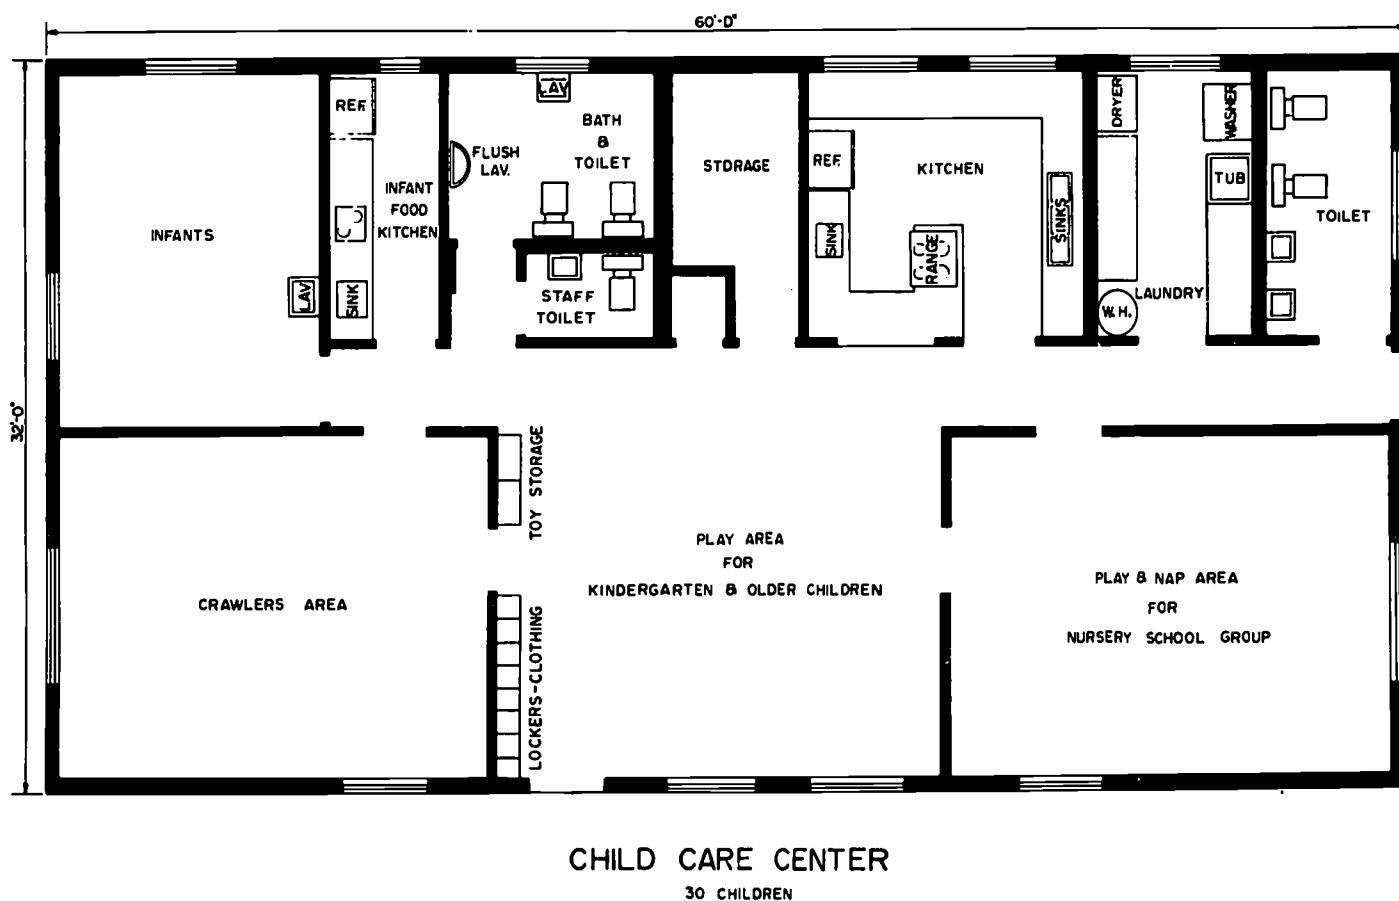 60'-0"
32'-0"
INFANTS
LAV
REF.
INFANT
FOOD
KITCHEN
SINK
LAV
FLUSH
LAV.
BATH
&
TOILET
STAFF
TOILET
STORAGE
REF.
KITCHEN
SINK
RANGE
SINKS
DRYER
WASHER
TUB
LAUNDRY
W.H.
TOILET
CRAWLERS AREA
TOY STORAGE
LOCKERS-CLOTHING
PLAY AREA
FOR
KINDERGARTEN & OLDER CHILDREN
PLAY & NAP AREA
FOR
NURSERY SCHOOL GROUP
CHILD CARE CENTER
30 CHILDREN